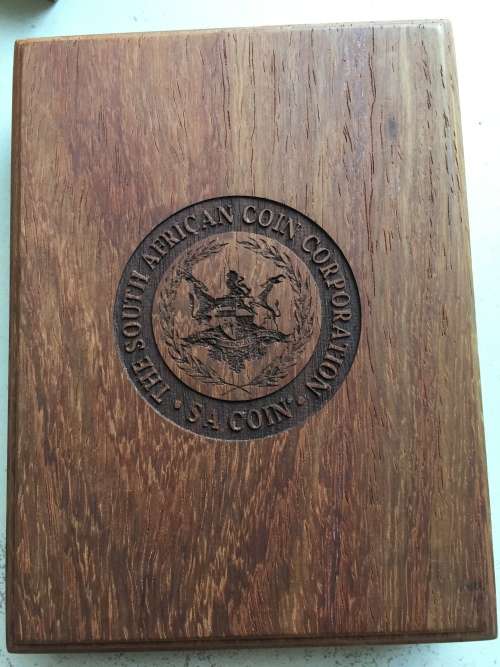 THE SOUTH AFRICAN COIN CORPORATION
• SA COIN •